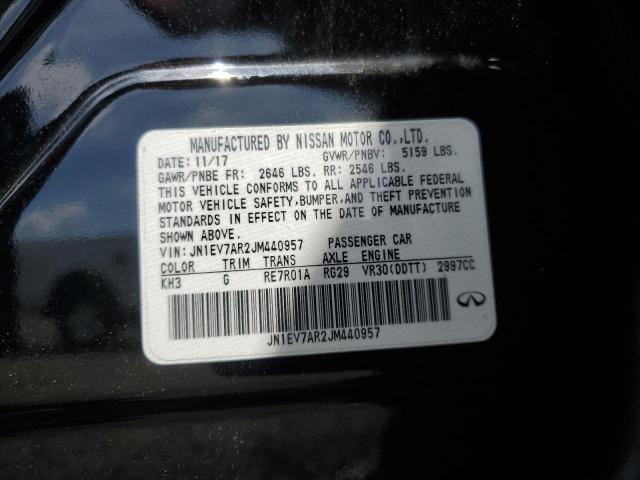 MANUFACTURED BY NISSAN MOTOR CO.,LTD.
DATE: 11/17 GVWR/PNBV: 5159 LBS.
GAWR/PNBE FR: 2646 LBS. RR: 2546 LBS.
THIS VEHICLE CONFORMS TO ALL APPLICABLE FEDERAL
MOTOR VEHICLE SAFETY,BUMPER,AND THEFT PREVENTION
STANDARDS IN EFFECT ON THE DATE OF MANUFACTURE
SHOWN ABOVE.
VIN: JN1EV7AR2JM440957 PASSENGER CAR
COLOR TRIM TRANS AXLE ENGINE
KH3 G RE7R01A RG29 VR30(DDTT) 2997CC
JN1EV7AR2JM440957